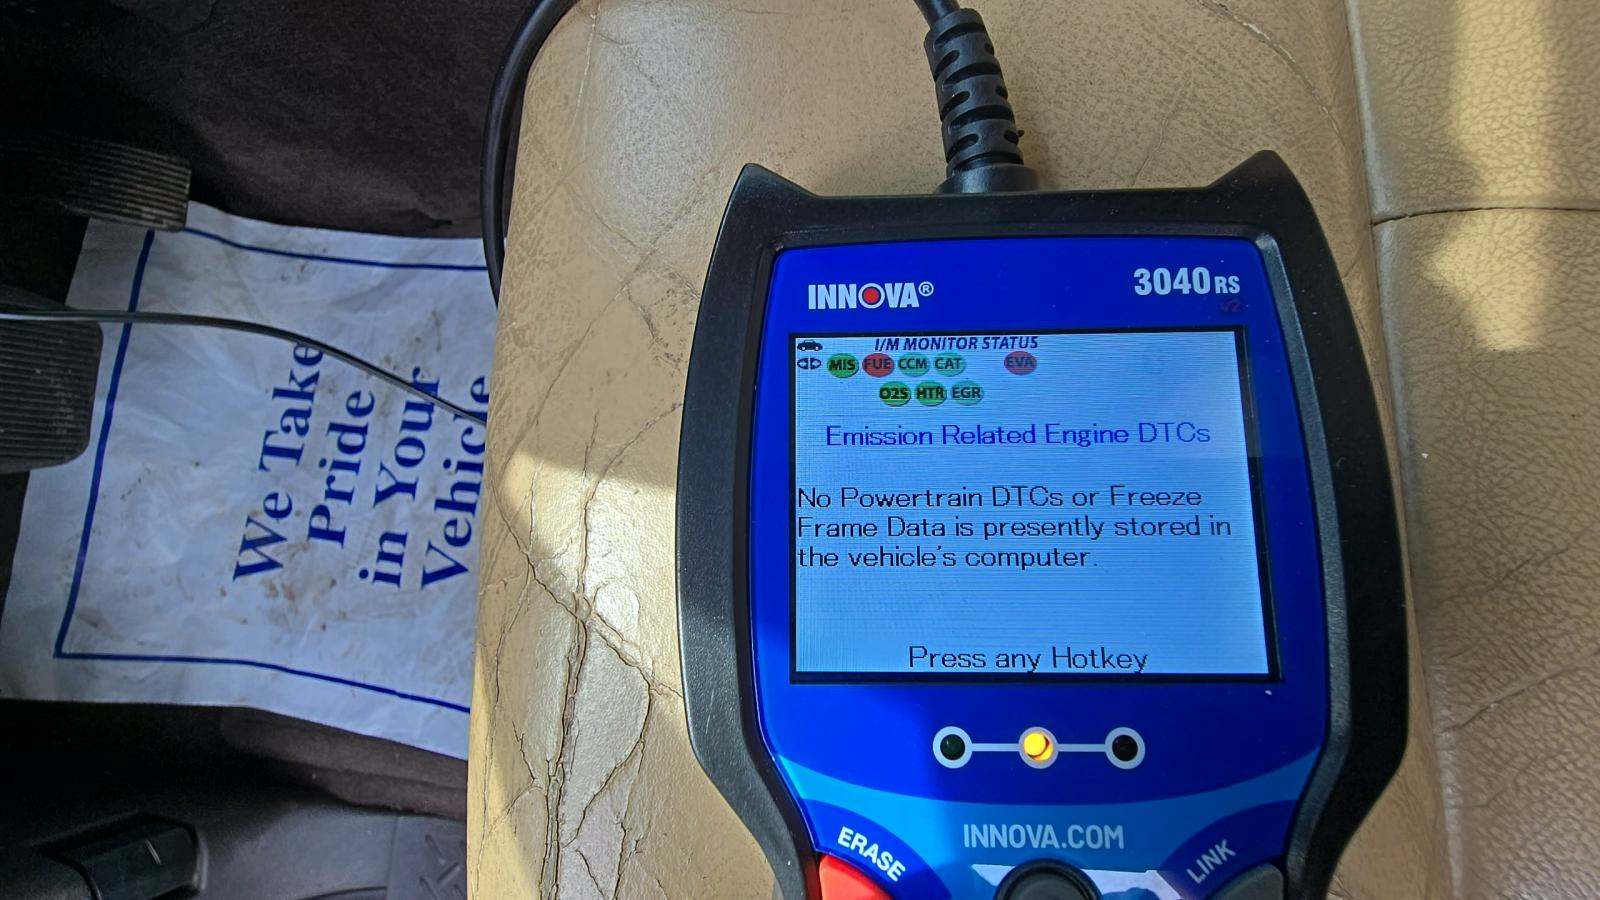 We Take
Pride
in Your
Vehicle
INNOVA®
3040RS
v2
I/M MONITOR STATUS
MIS FUE CCM CAT EVA
O2S HTR EGR
Emission Related Engine DTCs
No Powertrain DTCs or Freeze
Frame Data is presently stored in
the vehicle's computer.
Press any Hotkey
INNOVA.COM
ERASE
LINK